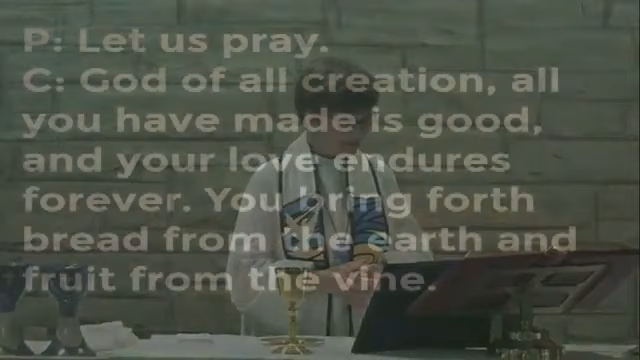 P: Let us pray.
C: God of all creation, all
you have made is good,
and your love endures
forever. You bring forth
bread from the earth and
fruit from the vine.